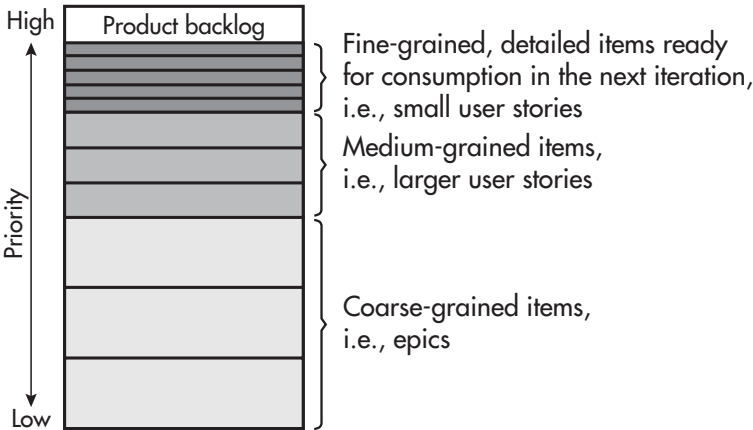 High
Product backlog
Fine-grained, detailed items ready
for consumption in the next iteration,
i.e., small user stories
Medium-grained items,
i.e., larger user stories
Priority
Coarse-grained items,
i.e., epics
Low